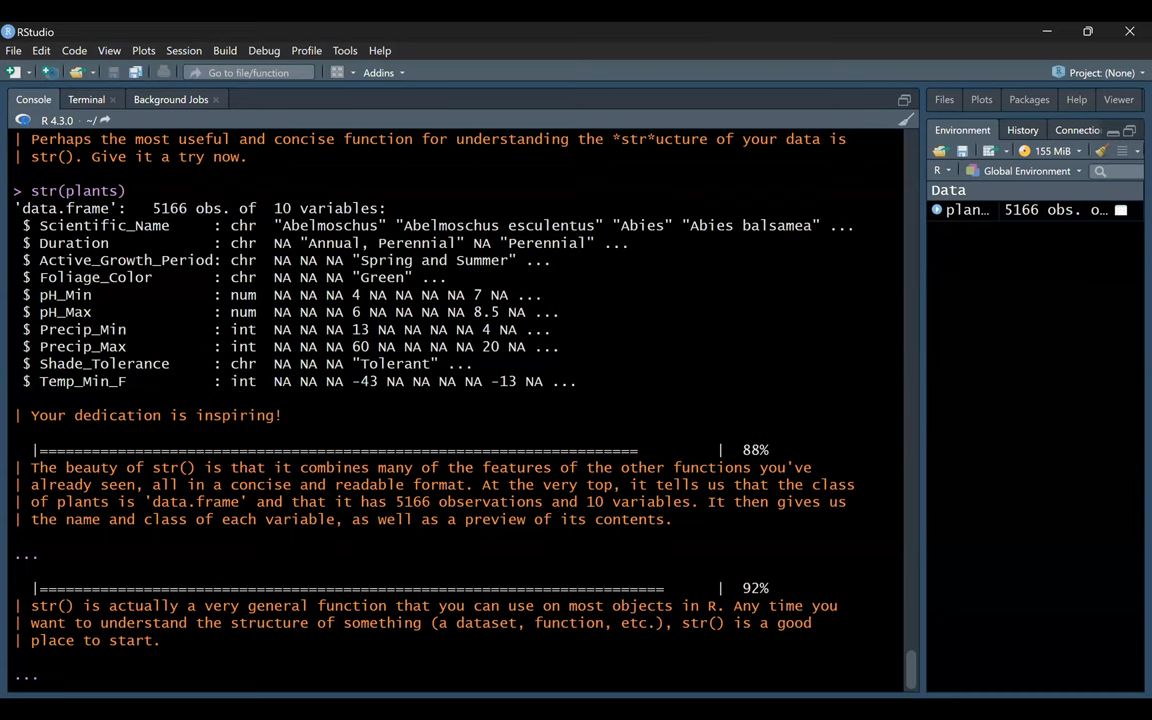 RStudio
File Edit Code View Plots Session Build Debug Profile Tools Help
Go to file/function Addins Project: (None)
Console Terminal Background Jobs
R 4.3.0 · ~/
| Perhaps the most useful and concise function for understanding the *str*ucture of your data is
| str(). Give it a try now.
> str(plants)
'data.frame': 5166 obs. of 10 variables:
$ Scientific_Name : chr "Abelmoschus" "Abelmoschus esculentus" "Abies" "Abies balsamea" ...
$ Duration : chr NA "Annual, Perennial" NA "Perennial" ...
$ Active_Growth_Period: chr NA NA NA "Spring and Summer" ...
$ Foliage_Color : chr NA NA NA "Green" ...
$ pH_Min : num NA NA NA 4 NA NA NA NA 7 NA ...
$ pH_Max : num NA NA NA 6 NA NA NA NA 8.5 NA ...
$ Precip_Min : int NA NA NA 13 NA NA NA NA 4 NA ...
$ Precip_Max : int NA NA NA 60 NA NA NA NA 20 NA ...
$ Shade_Tolerance : chr NA NA NA "Tolerant" ...
$ Temp_Min_F : int NA NA NA -43 NA NA NA NA -13 NA ...
| Your dedication is inspiring!
|===================================================================== | 88%
| The beauty of str() is that it combines many of the features of the other functions you've
| already seen, all in a concise and readable format. At the very top, it tells us that the class
| of plants is 'data.frame' and that it has 5166 observations and 10 variables. It then gives us
| the name and class of each variable, as well as a preview of its contents.
...
|======================================================================== | 92%
| str() is actually a very general function that you can use on most objects in R. Any time you
| want to understand the structure of something (a dataset, function, etc.), str() is a good
| place to start.
...
Files Plots Packages Help Viewer
Environment History Connectio
155 MiB
R Global Environment
Data
plan... 5166 obs. o...